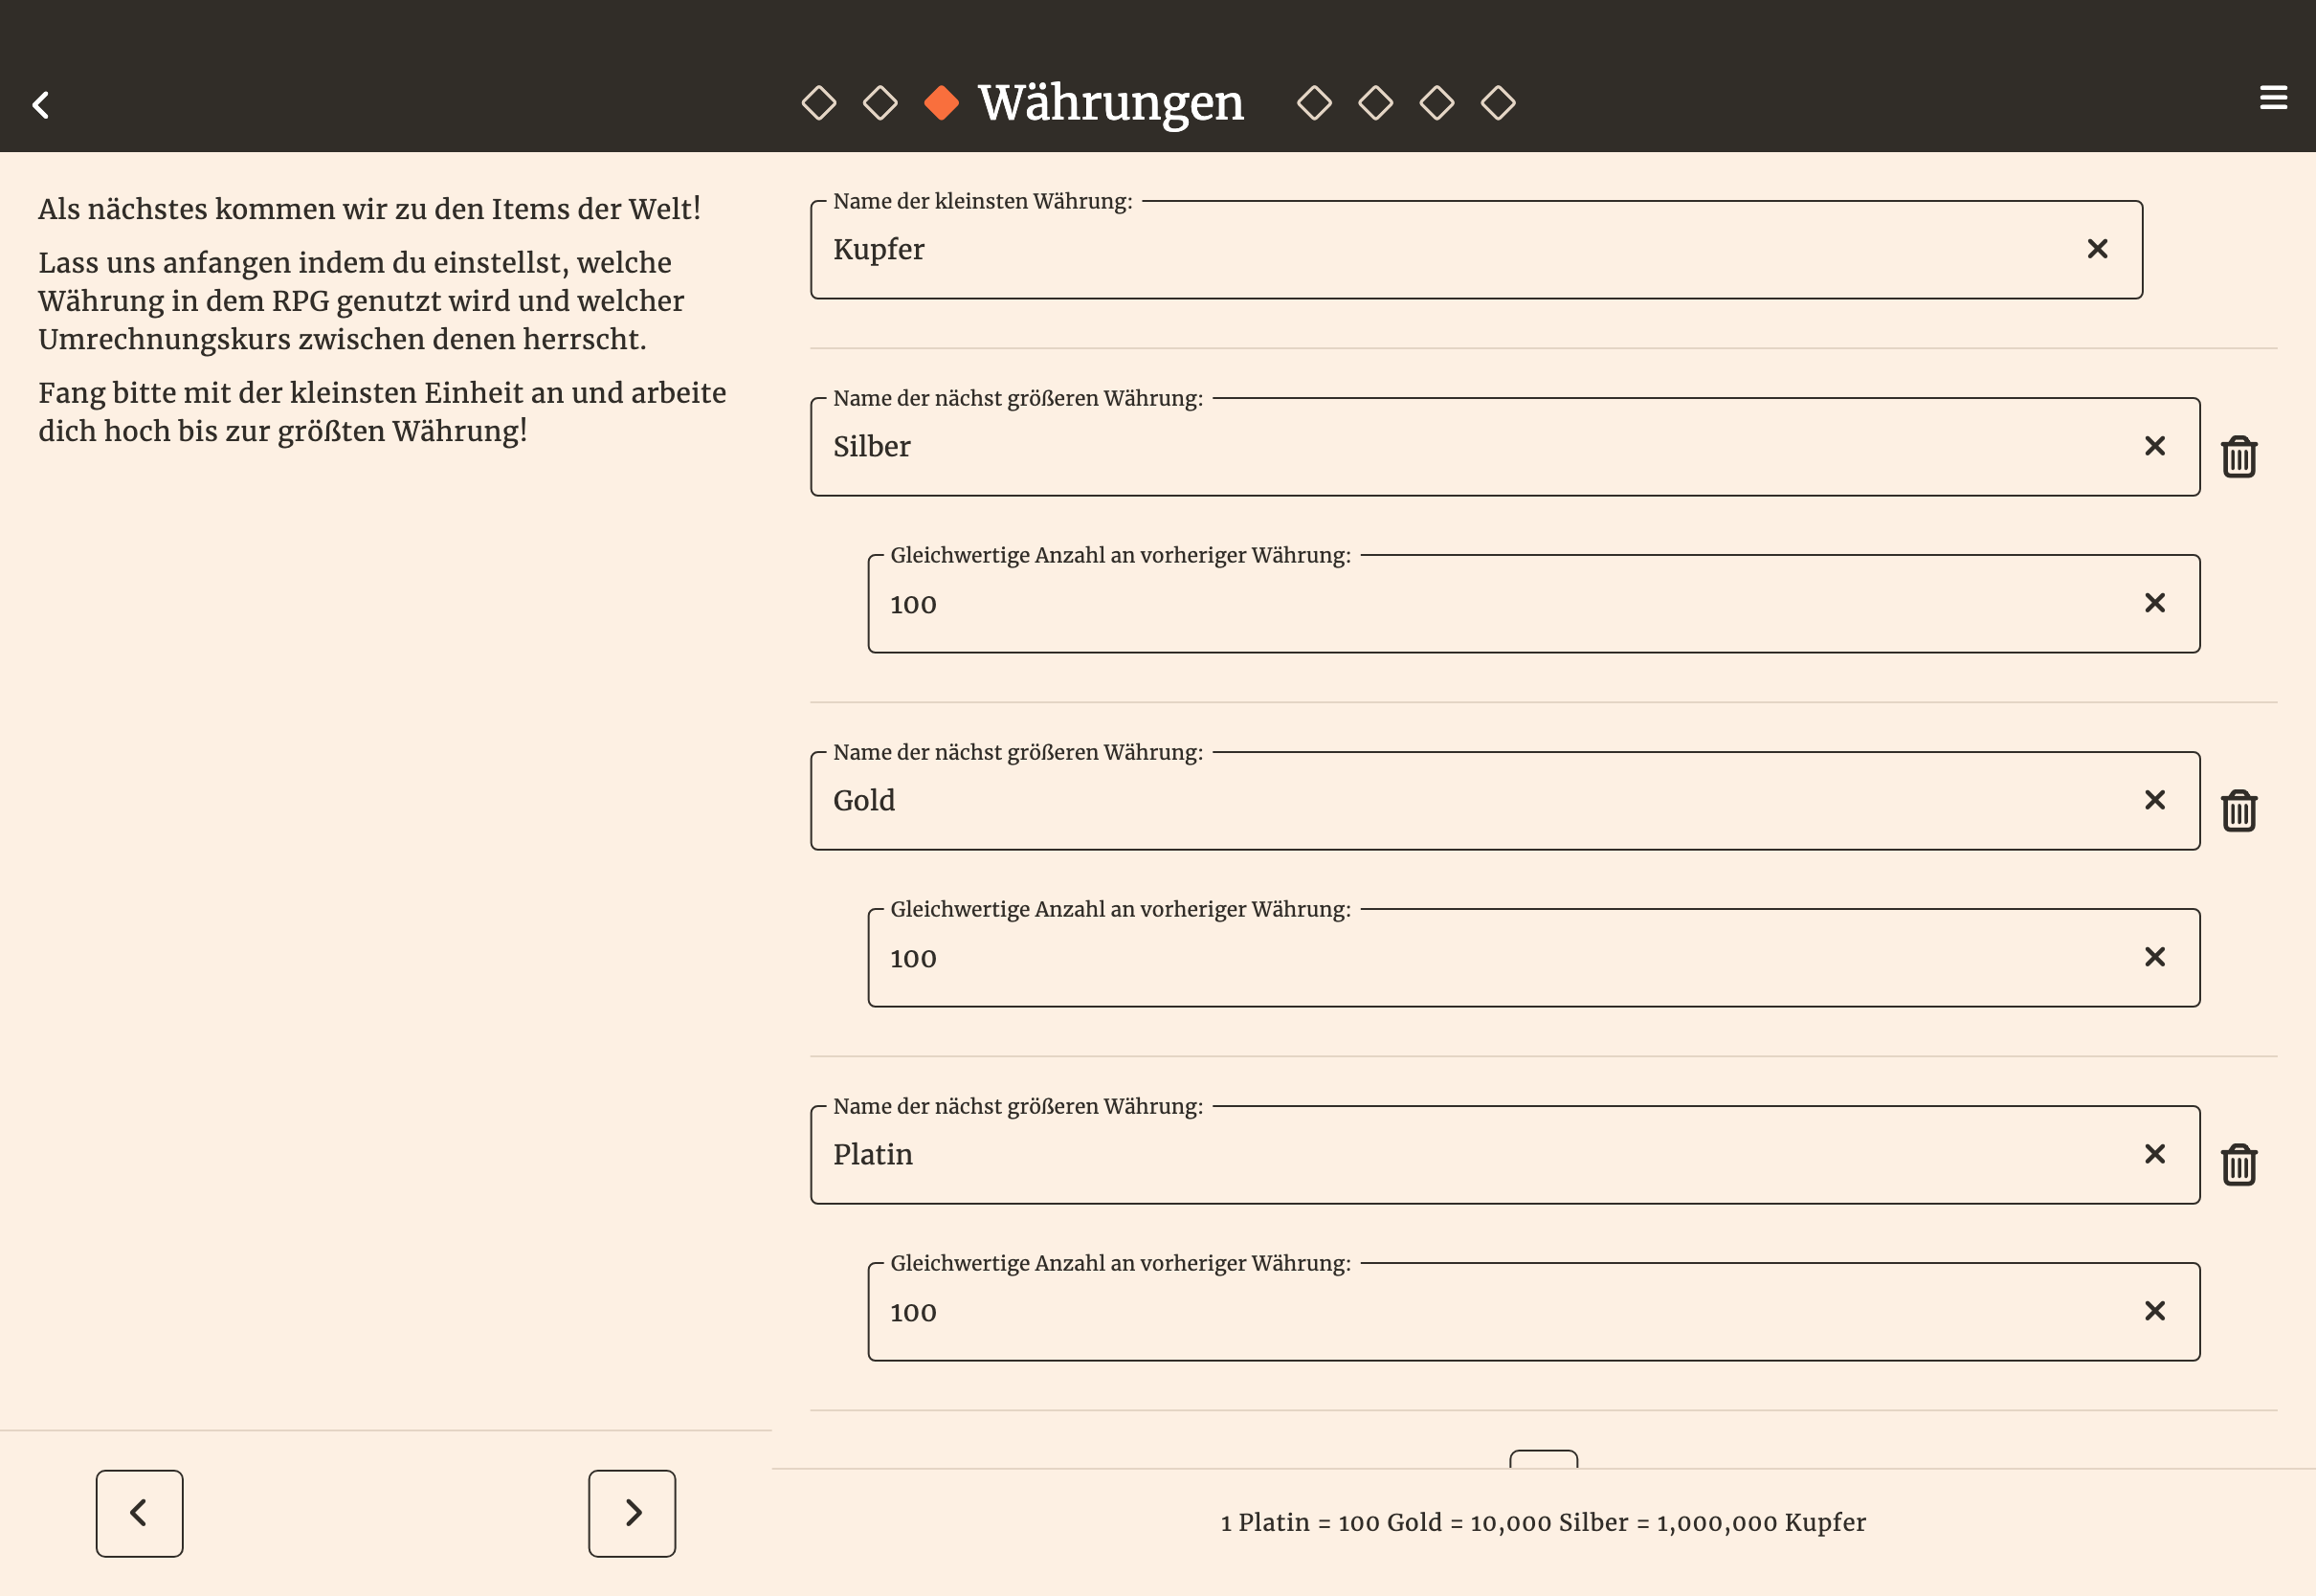 Währungen
Als nächstes kommen wir zu den Items der Welt!
Lass uns anfangen indem du einstellst, welche
Währung in dem RPG genutzt wird und welcher
Umrechnungskurs zwischen denen herrscht.
Fang bitte mit der kleinsten Einheit an und arbeite
dich hoch bis zur größten Währung!
Name der kleinsten Währung:
Kupfer
Name der nächst größeren Währung:
Silber
Gleichwertige Anzahl an vorheriger Währung:
100
Name der nächst größeren Währung:
Gold
Gleichwertige Anzahl an vorheriger Währung:
100
Name der nächst größeren Währung:
Platin
Gleichwertige Anzahl an vorheriger Währung:
100
1 Platin = 100 Gold = 10,000 Silber = 1,000,000 Kupfer